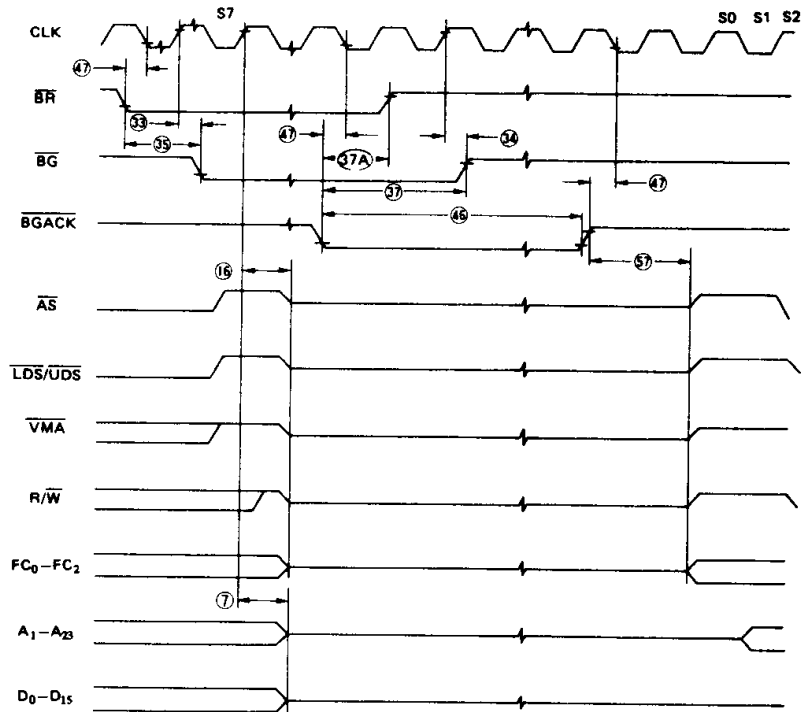 S7 S0 S1 S2
CLK
47
BR
33 47 34
35 37A
BG
37 47
46
BGACK
57
16
AS
LDS/UDS
VMA
R/W
FC0–FC2
7
A1–A23
D0–D15